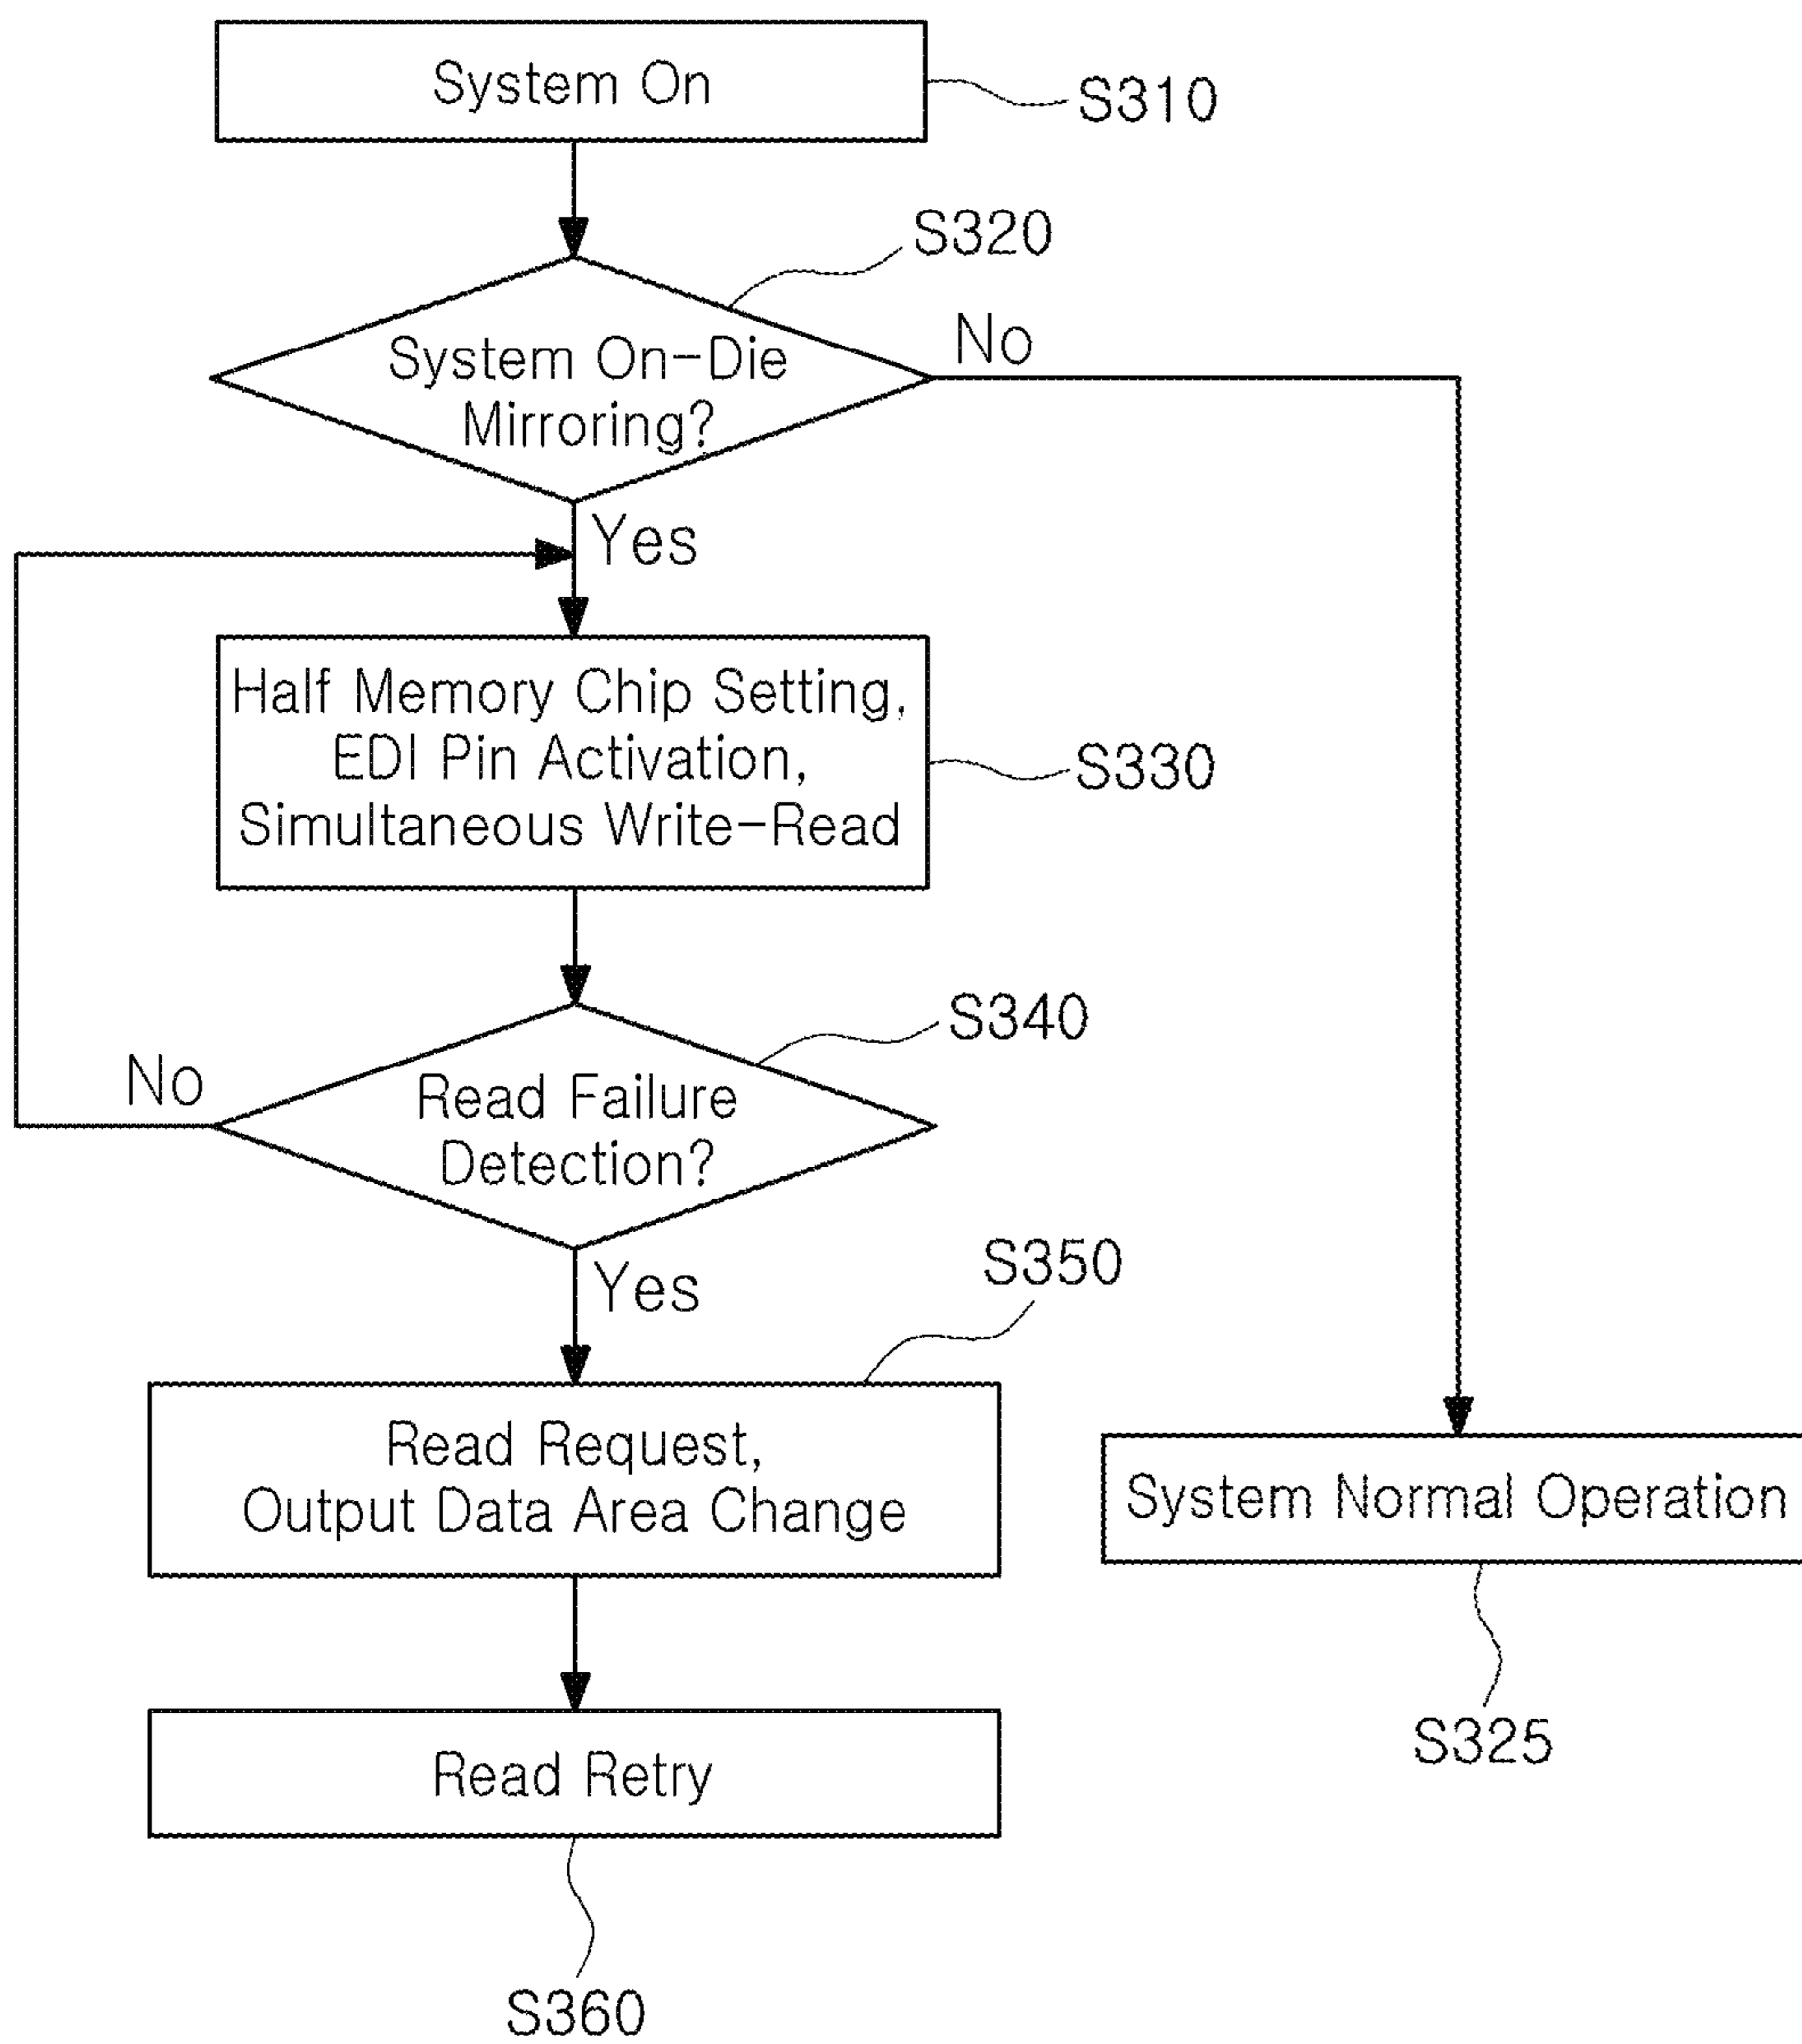 System On
S310
S320
System On-Die
Mirroring?
No
Yes
Half Memory Chip Setting,
EDI Pin Activation,
Simultaneous Write-Read
S330
S340
No
Read Failure
Detection?
Yes
S350
Read Request,
Output Data Area Change
System Normal Operation
S325
Read Retry
S360